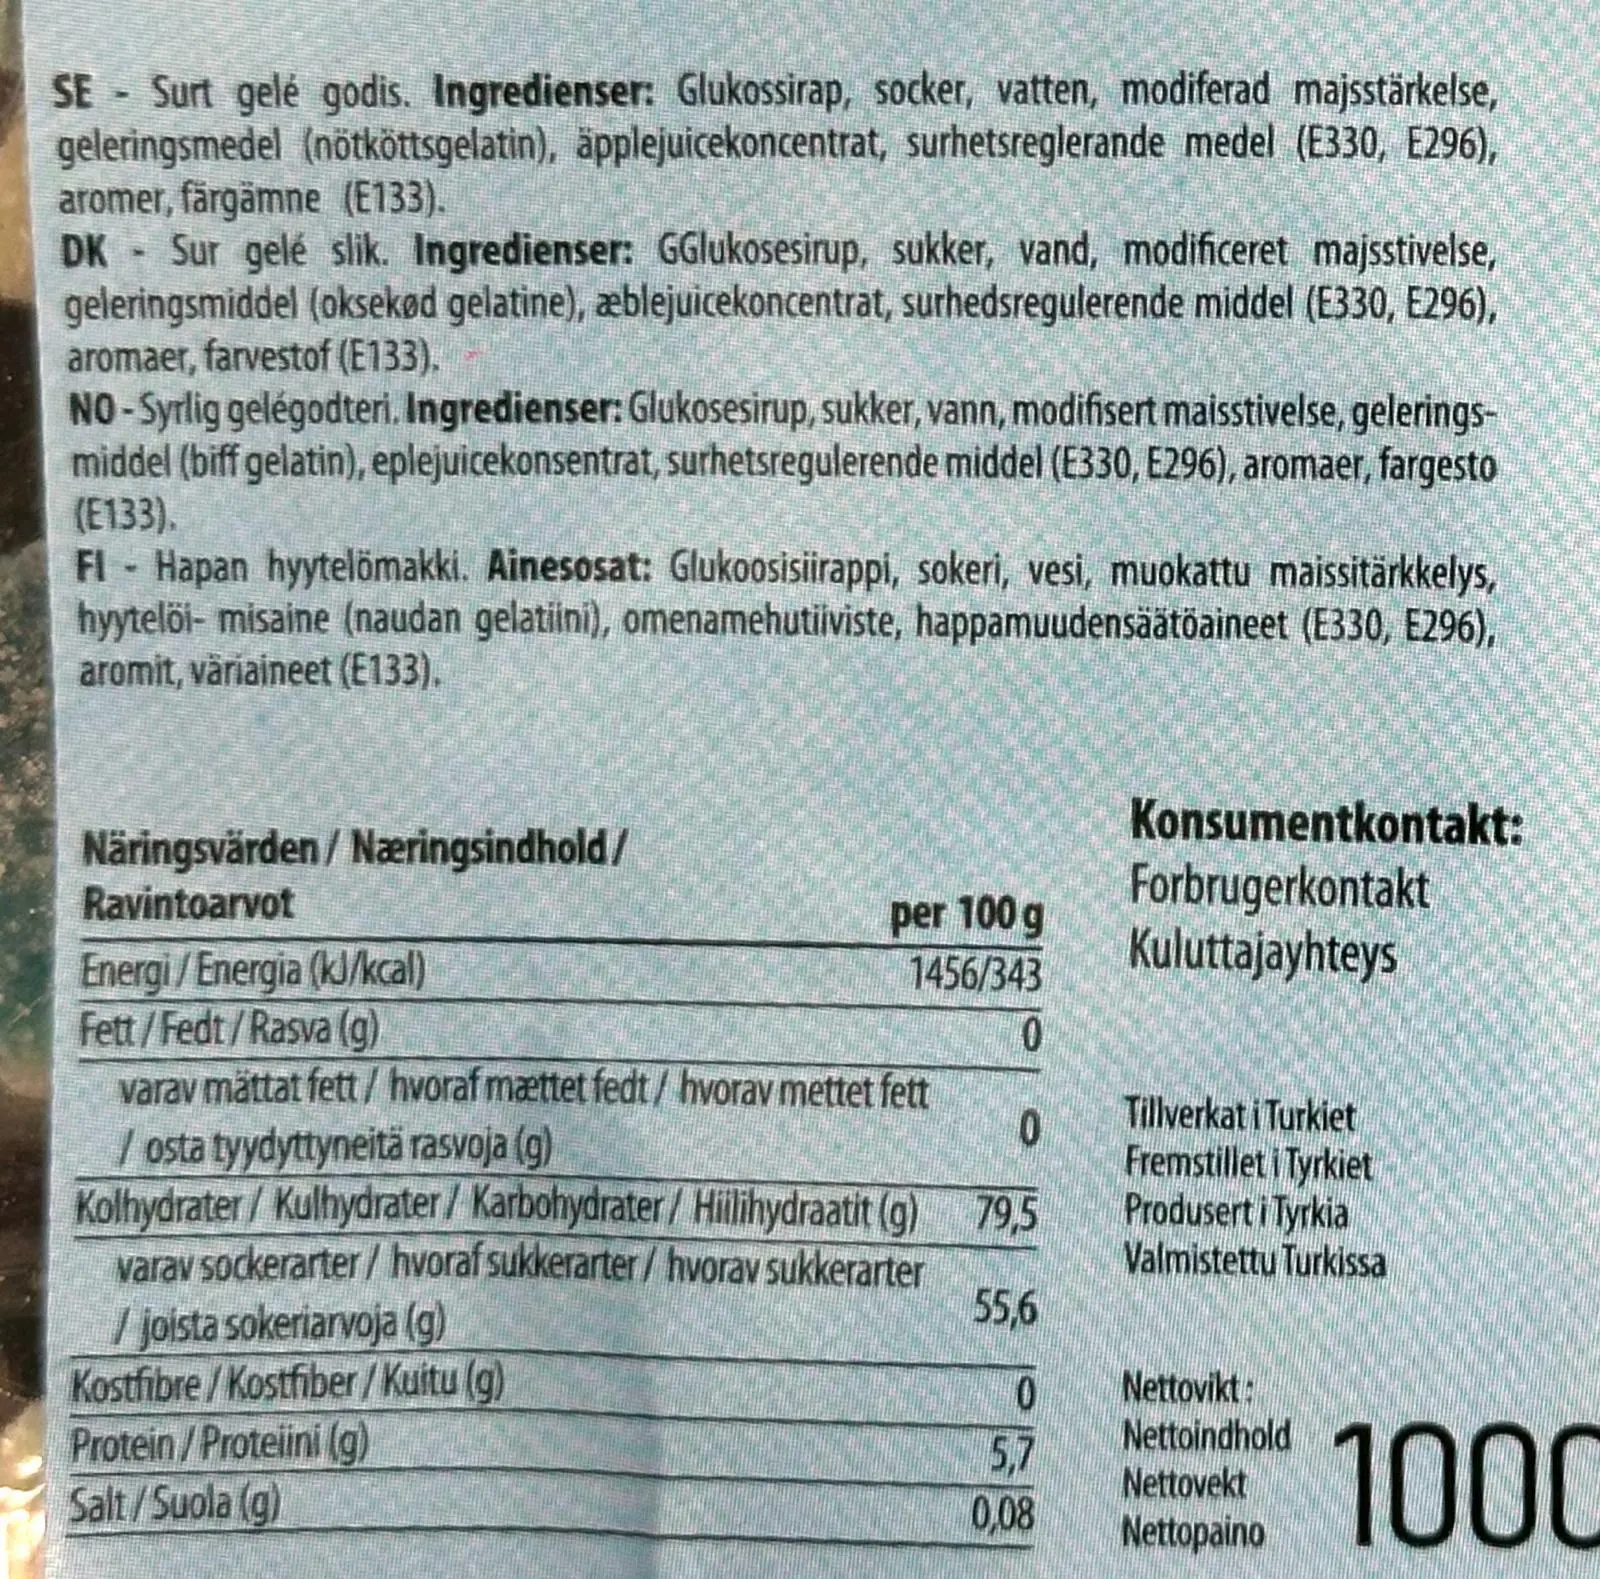 SE - Surt gelé godis. Ingredienser: Glukossirap, socker, vatten, modiferad majsstärkelse,
geleringsmedel (nötköttsgelatin), äpplejuicekoncentrat, surhetsreglerande medel (E330, E296),
aromer, färgämne (E133).
DK - Sur gelé slik. Ingredienser: GGlukosesirup, sukker, vand, modificeret majsstivelse,
geleringsmiddel (oksekød gelatine), æblejuicekoncentrat, surhedsregulerende middel (E330, E296),
aromaer, farvestof (E133).
NO - Syrlig gelégodteri. Ingredienser: Glukosesirup, sukker, vann, modifisert maisstivelse, gelerings-
middel (biff gelatin), eplejuicekonsentrat, surhetsregulerende middel (E330, E296), aromaer, fargesto
(E133).
FI - Hapan hyytelömakki. Ainesosat: Glukoosisiirappi, sokeri, vesi, muokattu maissitärkkelys,
hyytelöi- misaine (naudan gelatiini), omenamehutiiviste, happamuudensäätöaineet (E330, E296),
aromit, väriaineet (E133).
Näringsvärden / Næringsindhold /
Ravintoarvot per 100 g
Energi / Energia (kJ/kcal) 1456/343
Fett / Fedt / Rasva (g) 0
varav mättat fett / hvoraf mættet fedt / hvorav mettet fett
/ osta tyydyttyneitä rasvoja (g) 0
Kolhydrater / Kulhydrater / Karbohydrater / Hiilihydraatit (g) 79,5
varav sockerarter / hvoraf sukkerarter / hvorav sukkerarter
/ joista sokeriarvoja (g) 55,6
Kostfibre / Kostfiber / Kuitu (g) 0
Protein / Proteiini (g) 5,7
Salt / Suola (g) 0,08
Konsumentkontakt:
Forbrugerkontakt
Kuluttajayhteys
Tillverkat i Turkiet
Fremstillet i Tyrkiet
Produsert i Tyrkia
Valmistettu Turkissa
Nettovikt :
Nettoindhold
Nettovekt
Nettopaino
1000